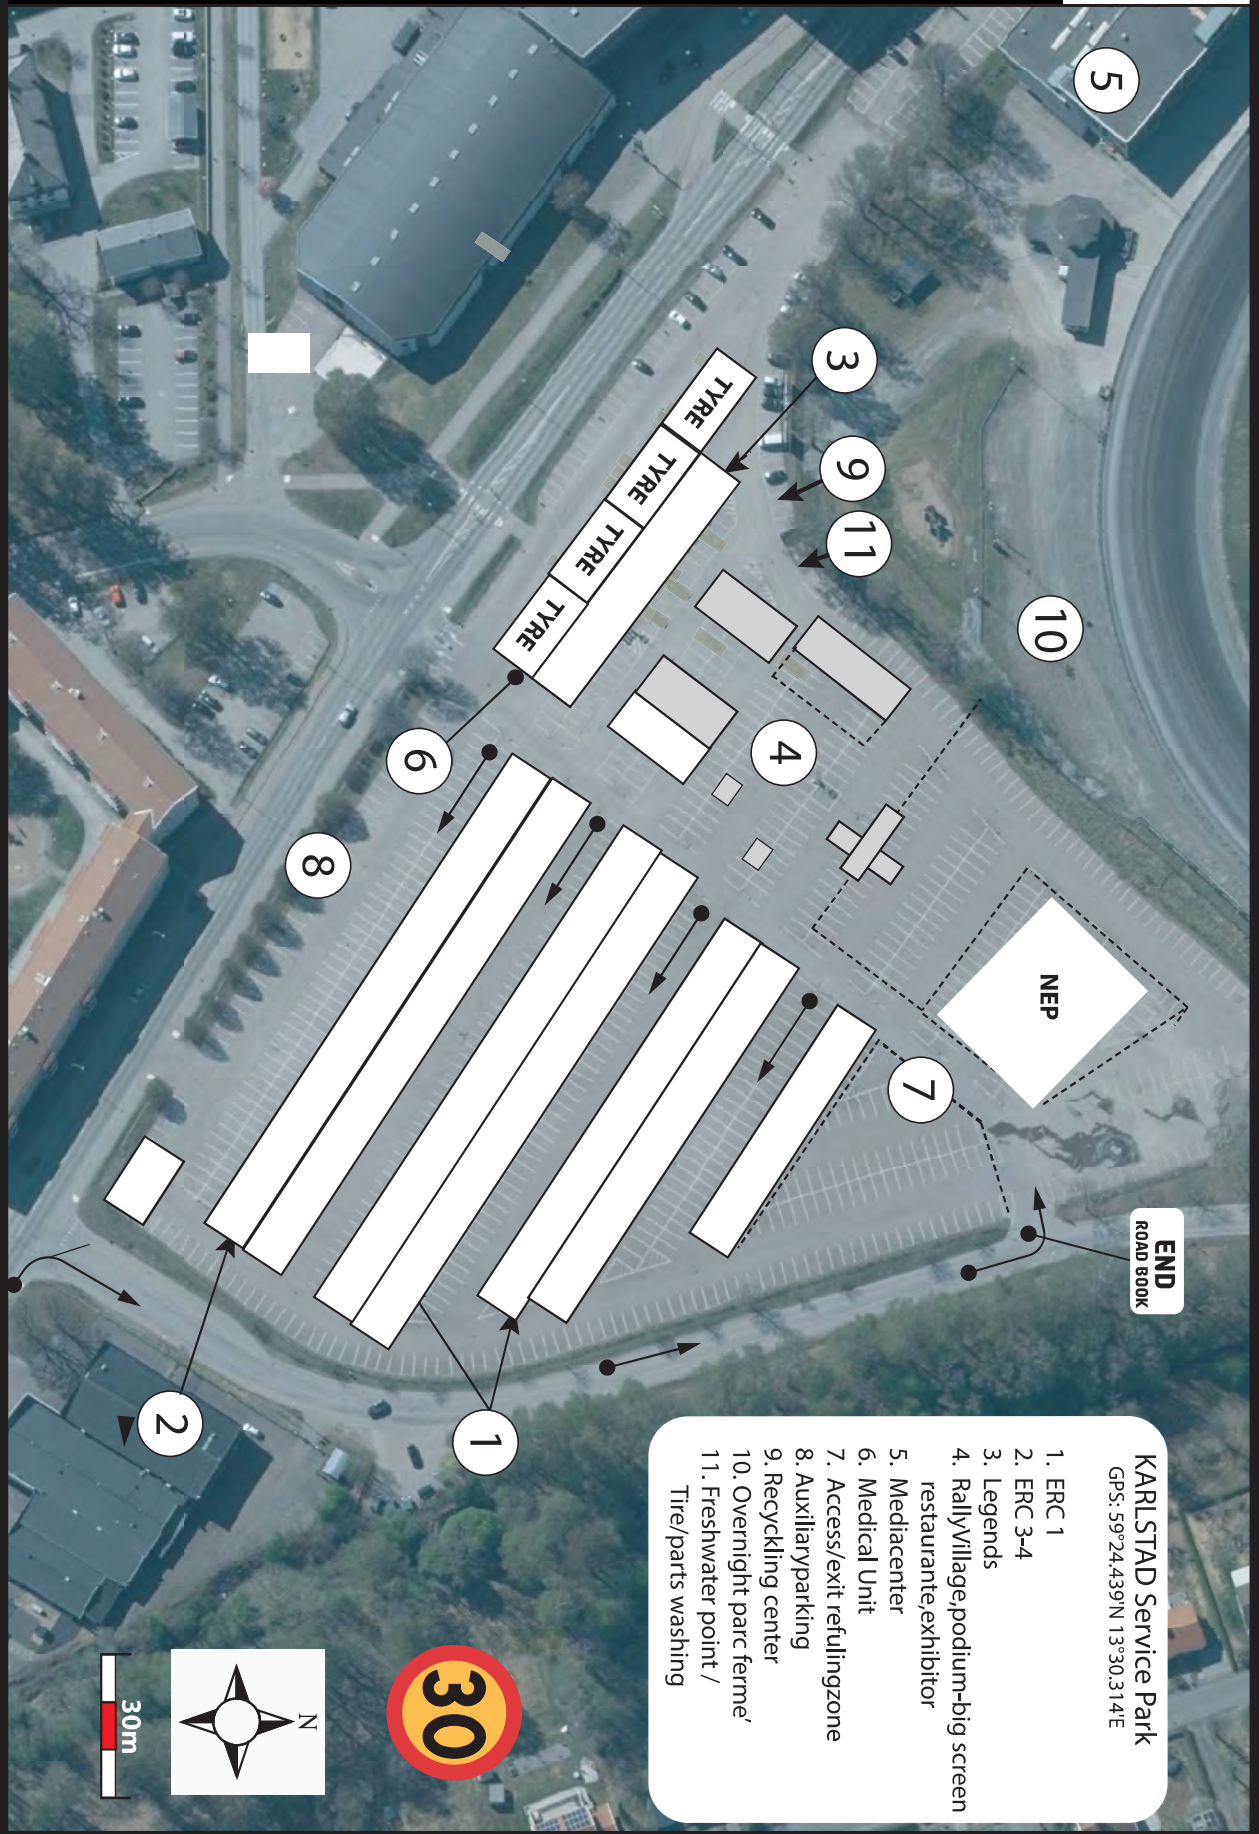 KARLSTAD Service Park
GPS: 59°24.439'N 13°30.314'E
1. ERC 1
2. ERC 3-4
3. Legends
4. RallyVillage,podium-big screen
restaurante,exhibitor
5. Mediacenter
6. Medical Unit
7. Access/exit refulingzone
8. Auxiliaryparking
9. Recyckling center
10. Overnight parc ferme’
11. Freshwater point /
Tire/parts washing
END
ROAD BOOK
NEP
TYRE
TYRE
TYRE
TYRE
5
3
9
11
10
4
6
8
7
2
1
30
N
30m